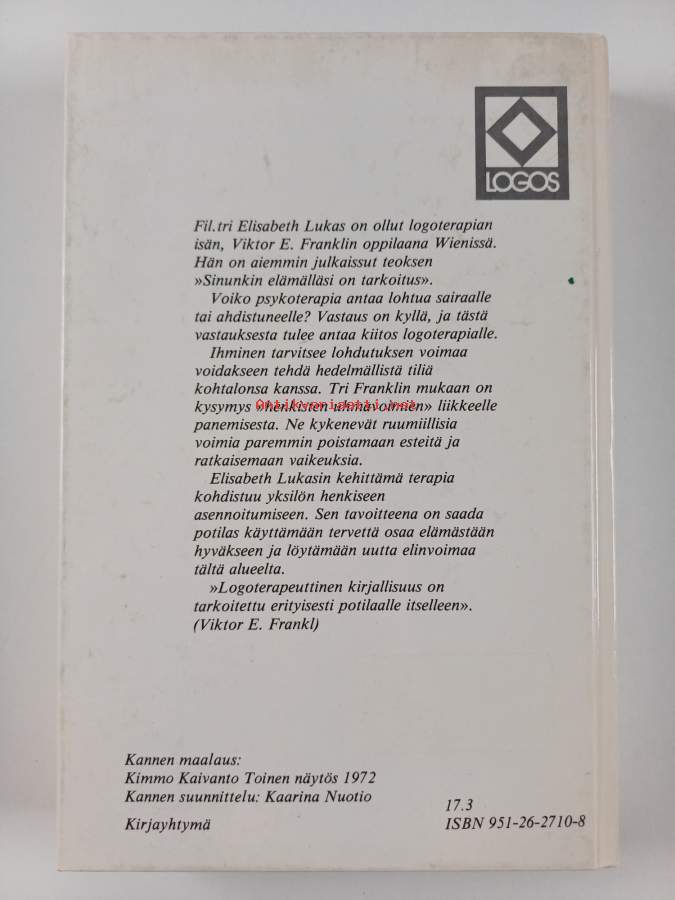 LOGOS
Fil.tri Elisabeth Lukas on ollut logoterapian
isän, Viktor E. Franklin oppilaana Wienissä.
Hän on aiemmin julkaissut teoksen
»Sinunkin elämälläsi on tarkoitus».
Voiko psykoterapia antaa lohtua sairaalle
tai ahdistuneelle? Vastaus on kyllä, ja tästä
vastauksesta tulee antaa kiitos logoterapialle.
Ihminen tarvitsee lohdutuksen voimaa
voidakseen tehdä hedelmällistä tiliä
kohtalonsa kanssa. Tri Franklin mukaan on
kysymys »henkisten uhmavoimien» liikkeelle
Antikvariaatti.net
panemisesta. Ne kykenevät ruumiillisia
voimia paremmin poistamaan esteitä ja
ratkaisemaan vaikeuksia.
Elisabeth Lukasin kehittämä terapia
kohdistuu yksilön henkiseen
asennoitumiseen. Sen tavoitteena on saada
potilas käyttämään tervettä osaa elämästään
hyväkseen ja löytämään uutta elinvoimaa
tältä alueelta.
»Logoterapeuttinen kirjallisuus on
tarkoitettu erityisesti potilaalle itselleen».
(Viktor E. Frankl)
Kannen maalaus:
Kimmo Kaivanto Toinen näytös 1972
Kannen suunnittelu: Kaarina Nuotio
Kirjayhtymä
17.3
ISBN 951-26-2710-8